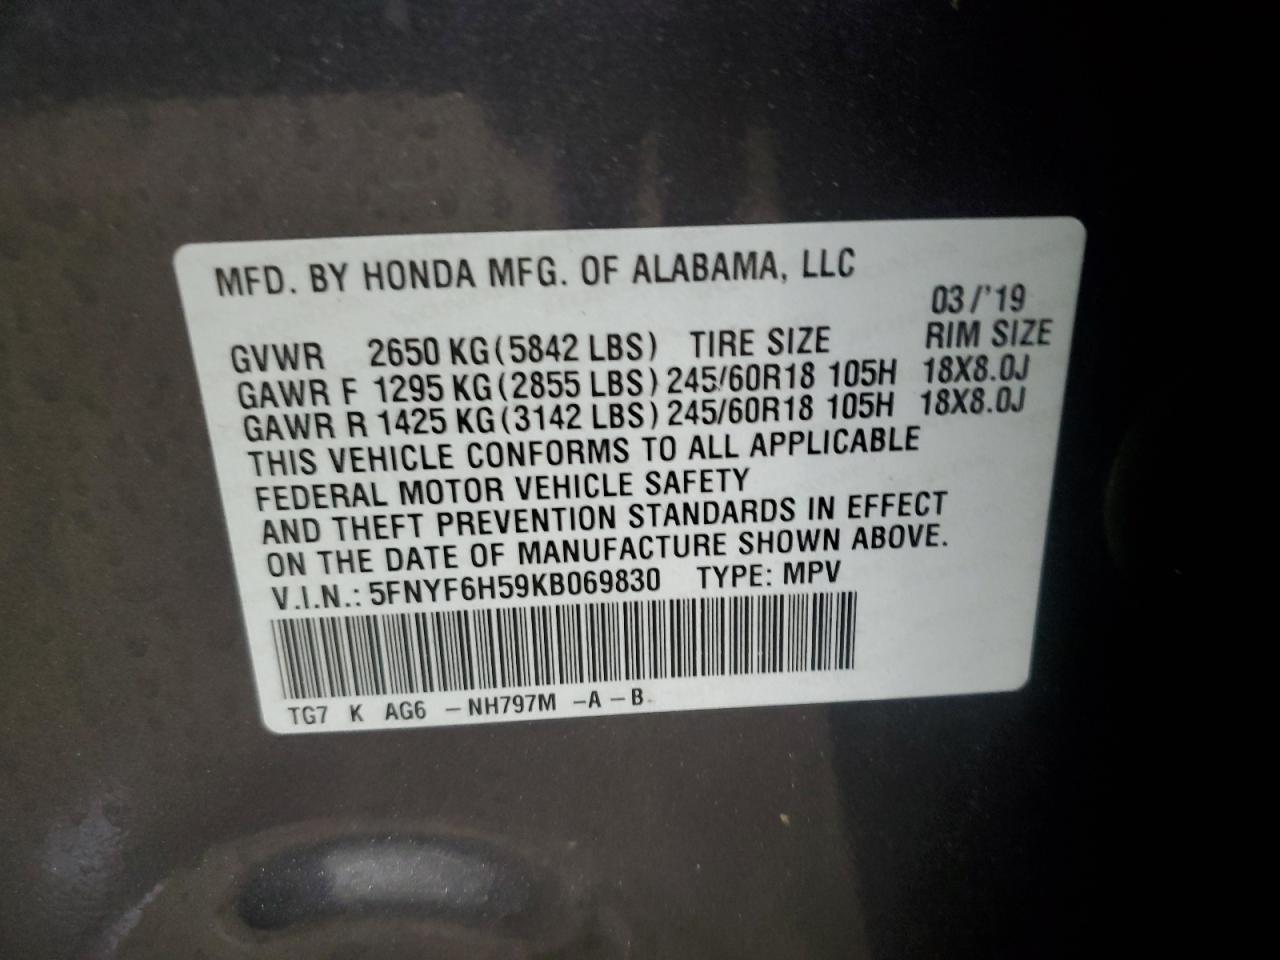 MFD. BY HONDA MFG. OF ALABAMA, LLC
03/'19
GVWR 2650 KG (5842 LBS) TIRE SIZE RIM SIZE
GAWR F 1295 KG (2855 LBS) 245/60R18 105H 18X8.0J
GAWR R 1425 KG (3142 LBS) 245/60R18 105H 18X8.0J
THIS VEHICLE CONFORMS TO ALL APPLICABLE
FEDERAL MOTOR VEHICLE SAFETY
AND THEFT PREVENTION STANDARDS IN EFFECT
ON THE DATE OF MANUFACTURE SHOWN ABOVE.
V.I.N.: 5FNYF6H59KB069830 TYPE: MPV
TG7 K AG6 -NH797M -A-B